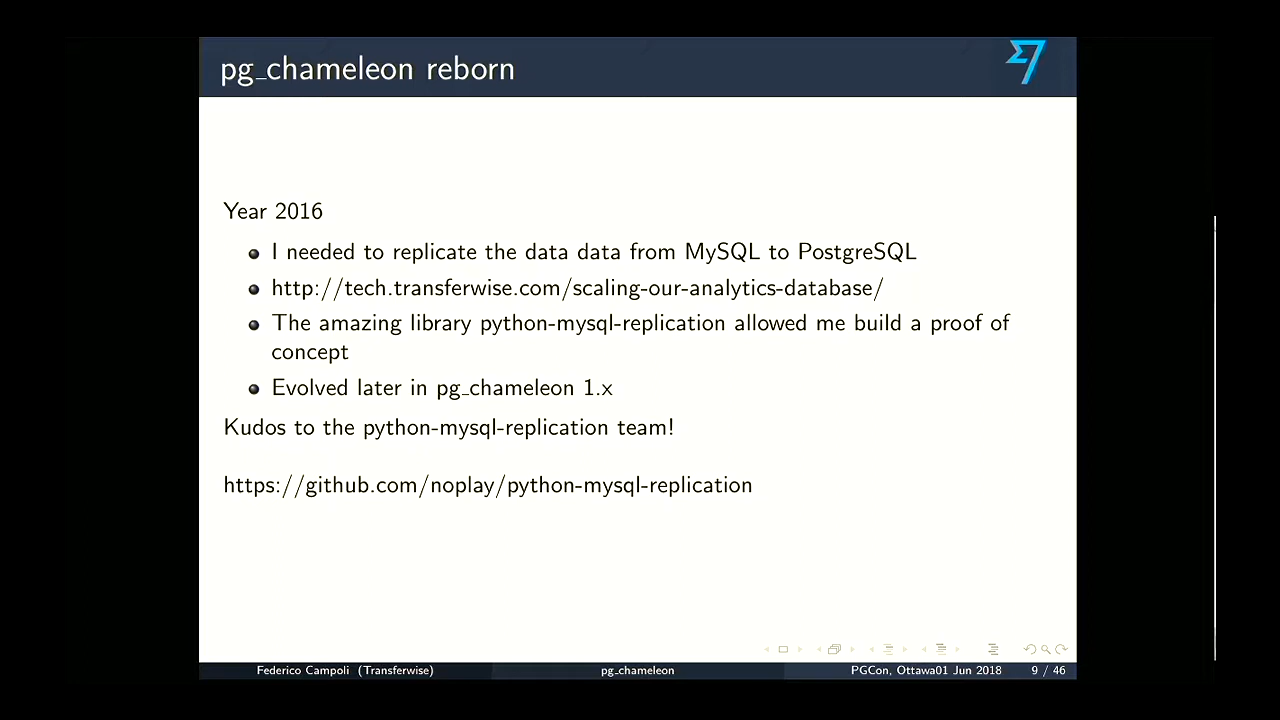 pg_chameleon reborn
Year 2016
I needed to replicate the data data from MySQL to PostgreSQL
http://tech.transferwise.com/scaling-our-analytics-database/
The amazing library python-mysql-replication allowed me build a proof of
concept
Evolved later in pg_chameleon 1.x
Kudos to the python-mysql-replication team!
https://github.com/noplay/python-mysql-replication
Federico Campoli (Transferwise) pg_chameleon PGCon, Ottawa01 Jun 2018 9 / 46